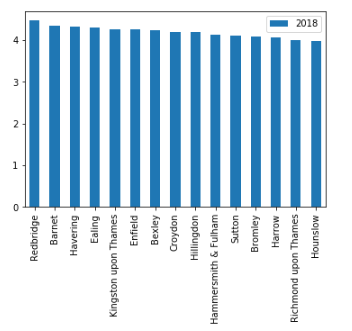 2018
4
3
2
1
0
Redbridge
Barnet
Havering
Ealing
Kingston upon Thames
Enfield
Bexley
Croydon
Hillingdon
Hammersmith & Fulham
Sutton
Bromley
Harrow
Richmond upon Thames
Hounslow